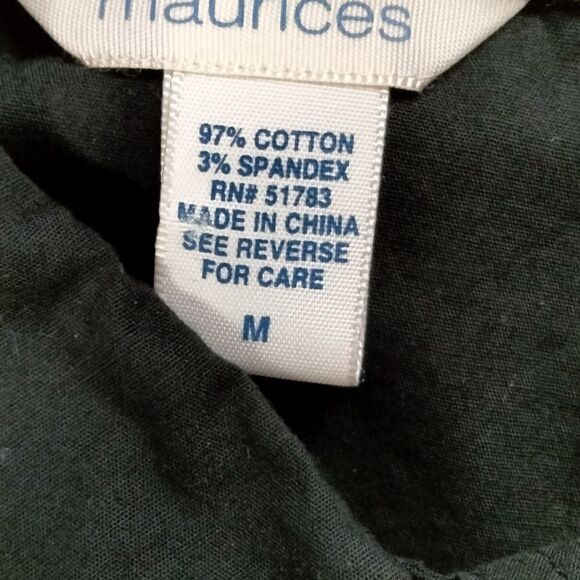 maurices
97% COTTON
3% SPANDEX
RN# 51783
MADE IN CHINA
SEE REVERSE
FOR CARE
M